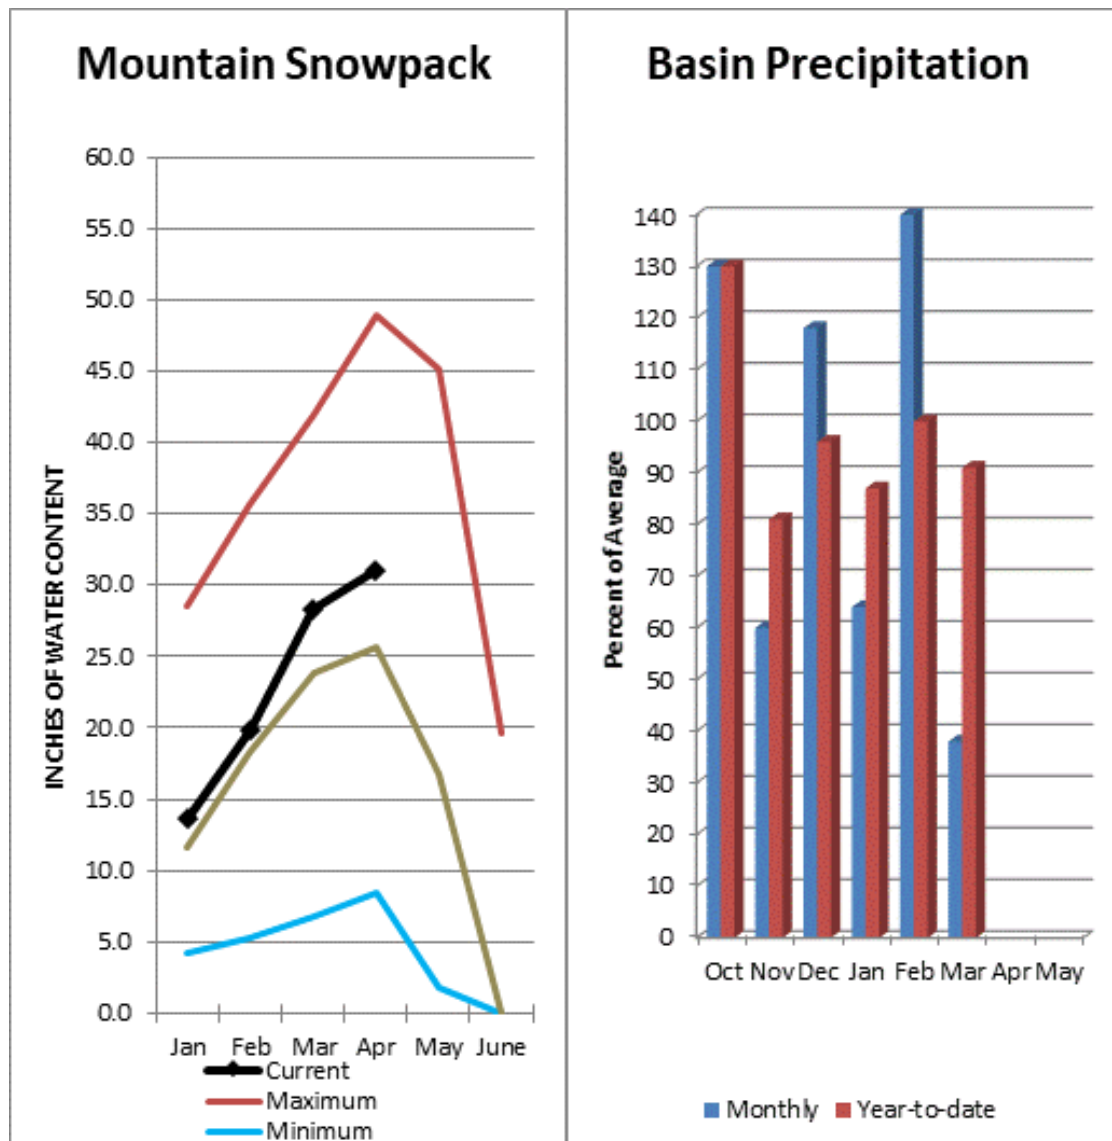 Mountain Snowpack
60.0
55.0
50.0
45.0
40.0
35.0
30.0
25.0
20.0
15.0
10.0
5.0
0.0
INCHES OF WATER CONTENT
Jan Feb Mar Apr May June
Current
Maximum
Minimum
Basin Precipitation
140
130
120
110
100
90
80
70
60
50
40
30
20
10
0
Percent of Average
Oct Nov Dec Jan Feb Mar Apr May
Monthly Year-to-date